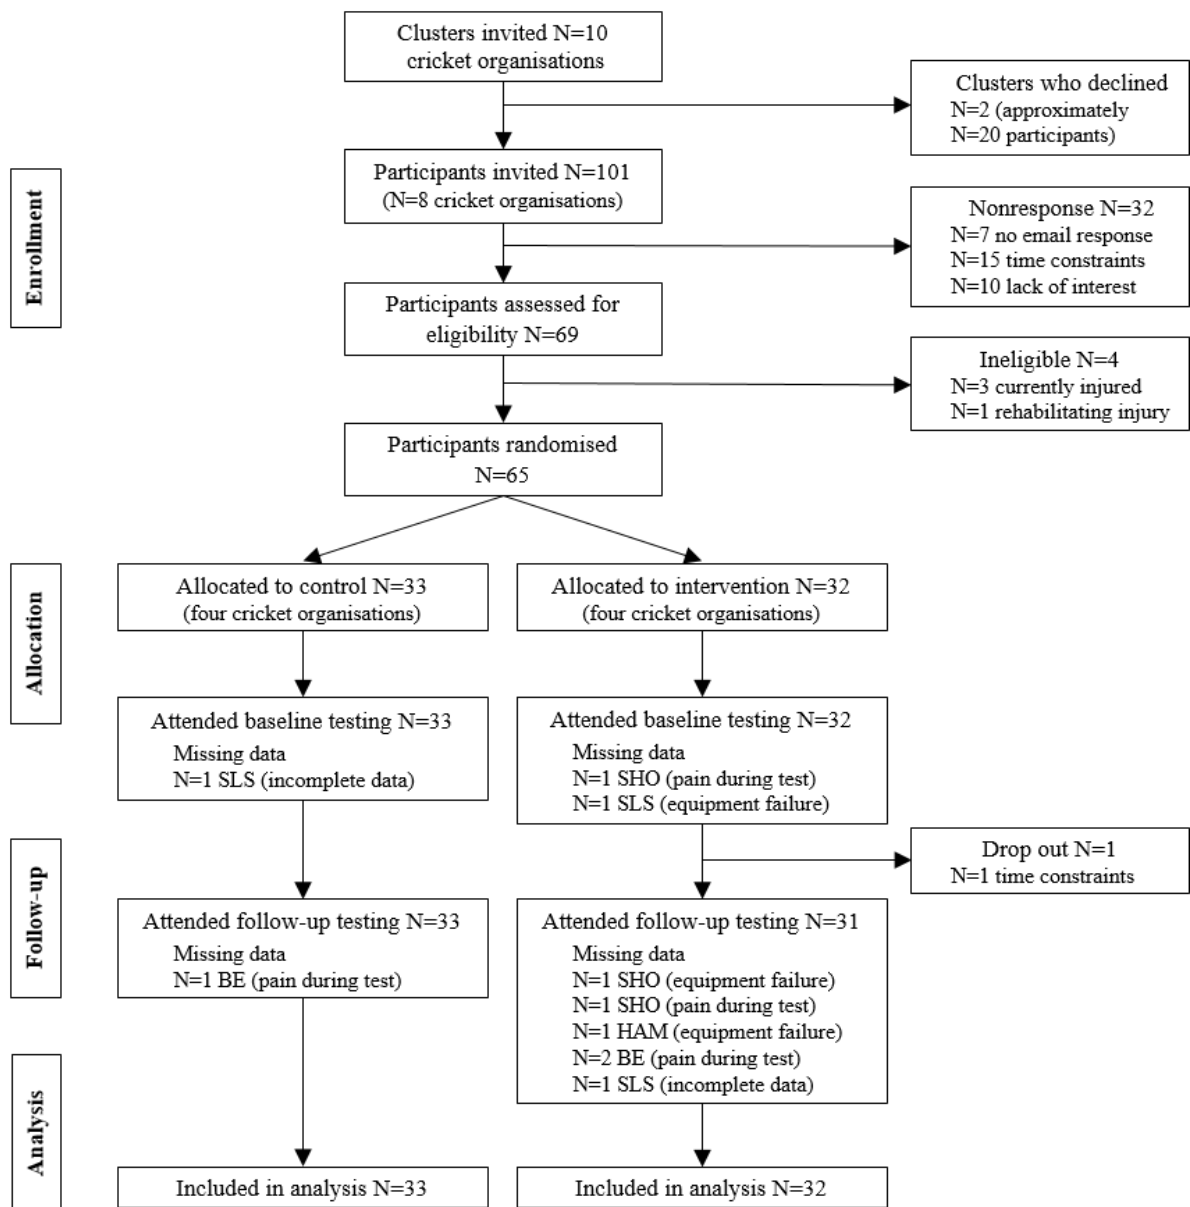 Clusters invited N=10
cricket organisations
Clusters who declined
N=2 (approximately
N=20 participants)
Enrollment
Participants invited N=101
(N=8 cricket organisations)
Nonresponse N=32
N=7 no email response
N=15 time constraints
N=10 lack of interest
Participants assessed for
eligibility N=69
Ineligible N=4
N=3 currently injured
N=1 rehabilitating injury
Participants randomised
N=65
Allocation
Allocated to control N=33
(four cricket organisations)
Allocated to intervention N=32
(four cricket organisations)
Attended baseline testing N=33
Missing data
N=1 SLS (incomplete data)
Attended baseline testing N=32
Missing data
N=1 SHO (pain during test)
N=1 SLS (equipment failure)
Drop out N=1
N=1 time constraints
Follow-up
Attended follow-up testing N=33
Missing data
N=1 BE (pain during test)
Attended follow-up testing N=31
Missing data
N=1 SHO (equipment failure)
N=1 SHO (pain during test)
N=1 HAM (equipment failure)
N=2 BE (pain during test)
N=1 SLS (incomplete data)
Analysis
Included in analysis N=33
Included in analysis N=32